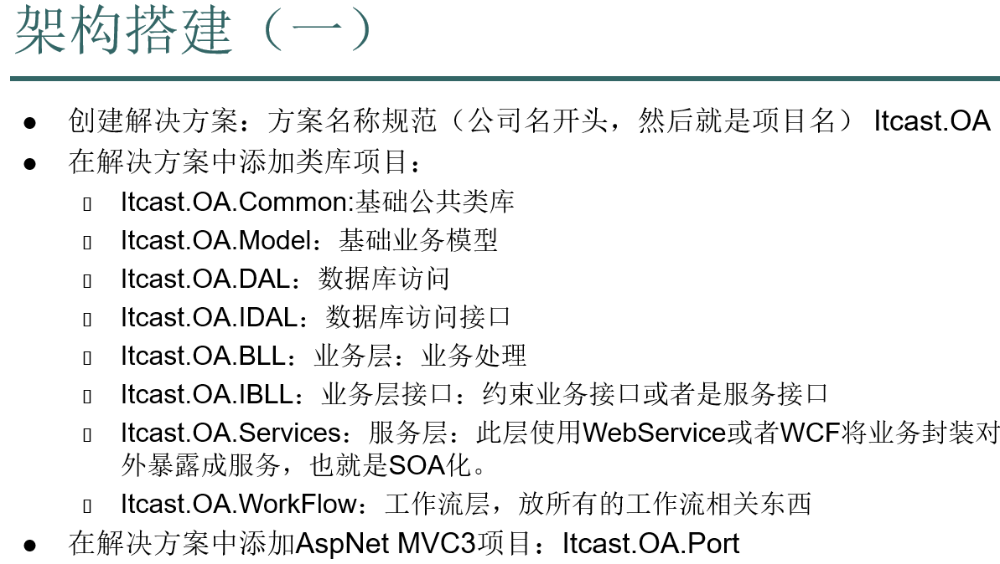 架构搭建（一）
● 创建解决方案：方案名称规范（公司名开头，然后就是项目名） Itcast.OA
● 在解决方案中添加类库项目：
▯ Itcast.OA.Common:基础公共类库
▯ Itcast.OA.Model：基础业务模型
▯ Itcast.OA.DAL：数据库访问
▯ Itcast.OA.IDAL：数据库访问接口
▯ Itcast.OA.BLL：业务层：业务处理
▯ Itcast.OA.IBLL：业务层接口：约束业务接口或者是服务接口
▯ Itcast.OA.Services：服务层：此层使用WebService或者WCF将业务封装对
外暴露成服务，也就是SOA化。
▯ Itcast.OA.WorkFlow：工作流层，放所有的工作流相关东西
● 在解决方案中添加AspNet MVC3项目：Itcast.OA.Port